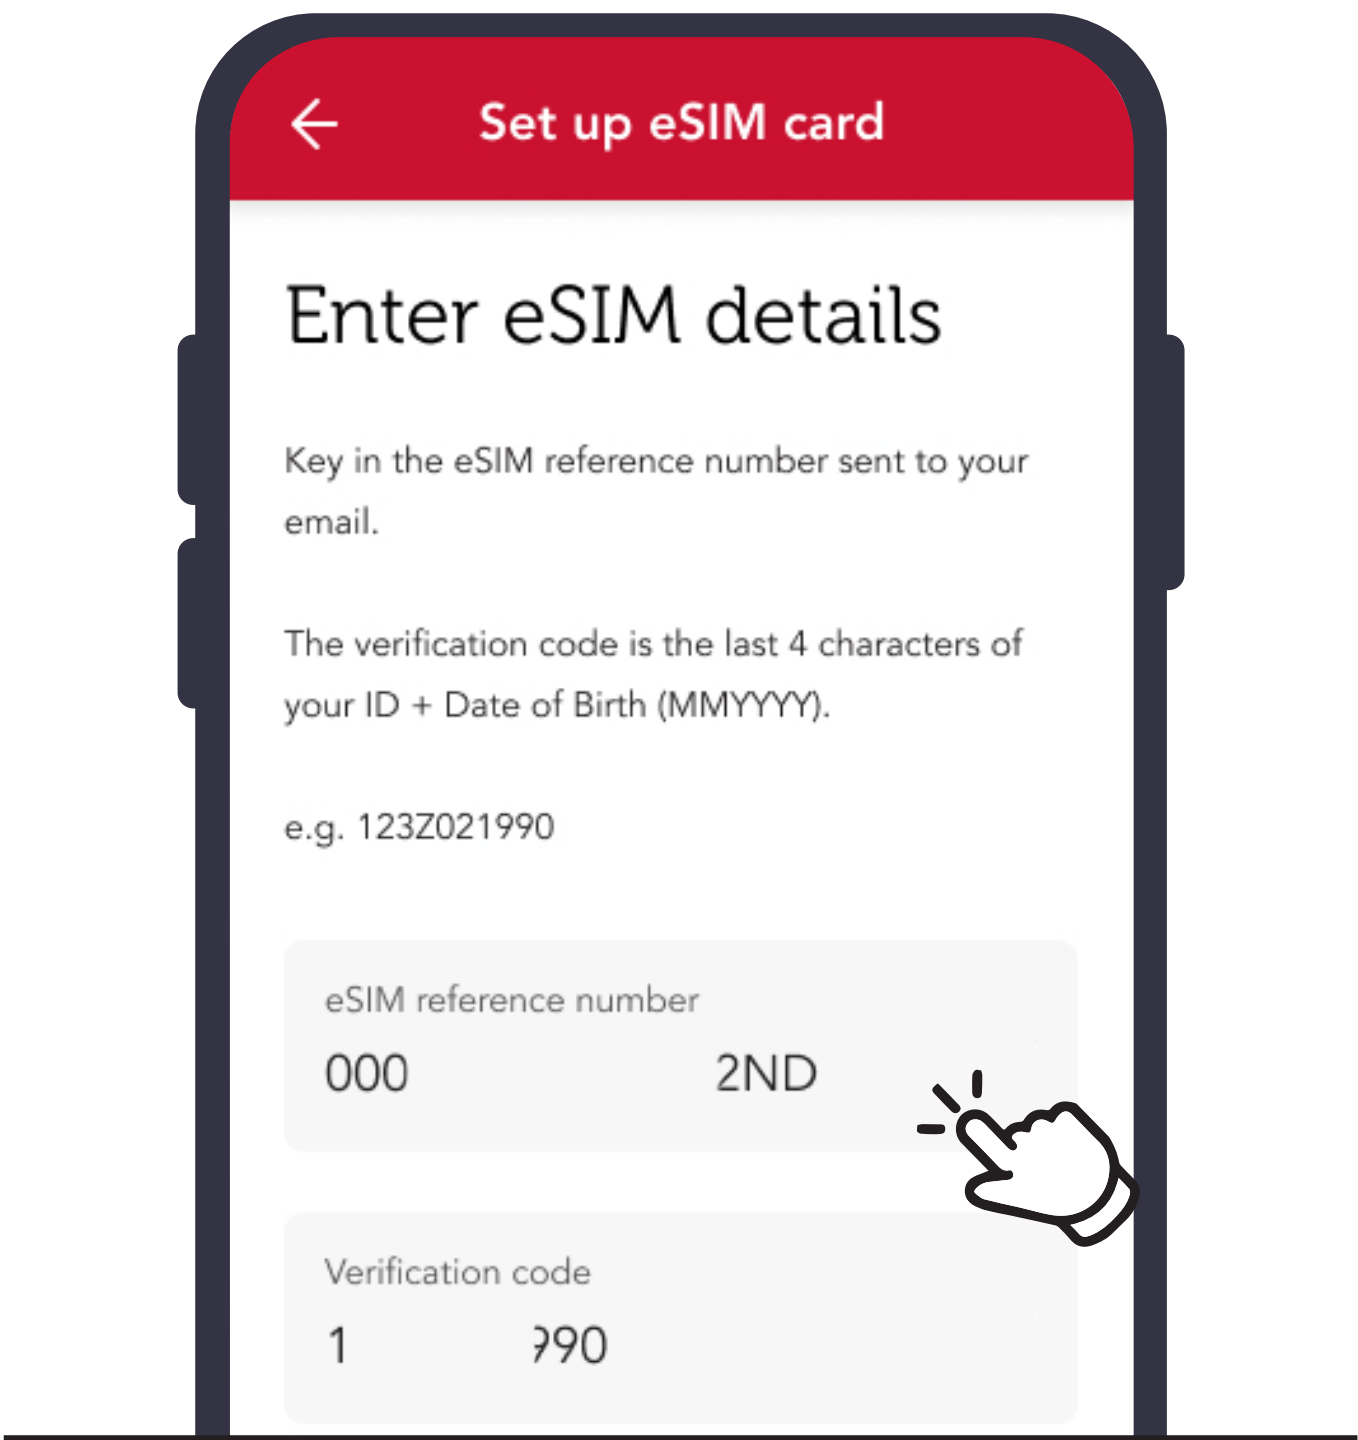 Set up eSIM card
Enter eSIM details
Key in the eSIM reference number sent to your
email.
The verification code is the last 4 characters of
your ID + Date of Birth (MMYYYY).
e.g. 123Z021990
eSIM reference number
000 2ND
Verification code
1 990